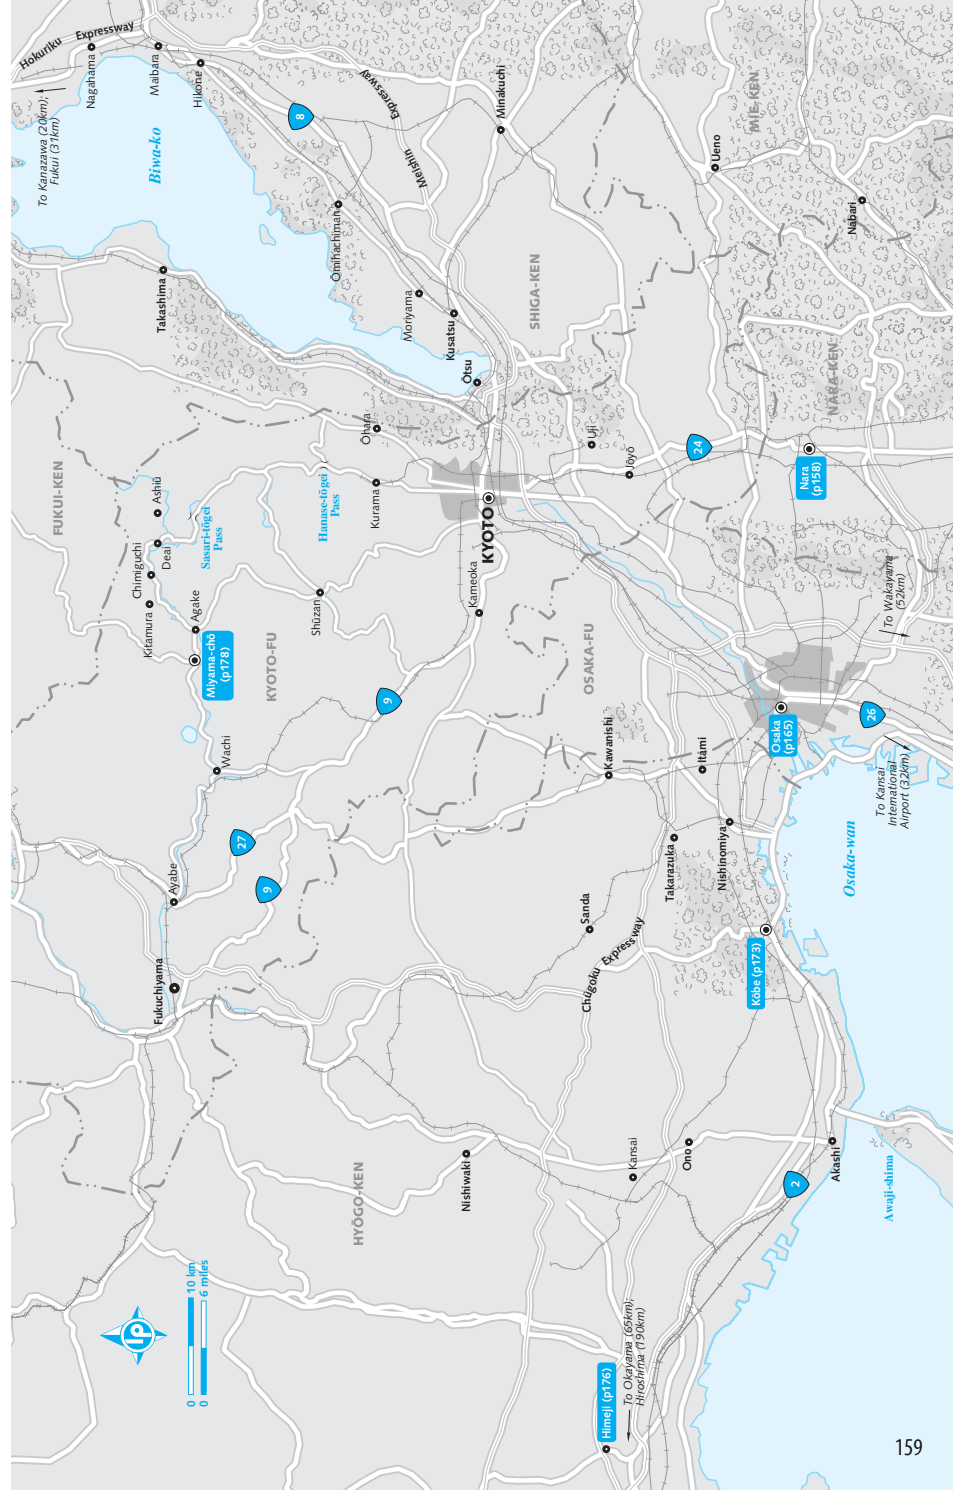 Hokuriku Expressway
To Kanazawa (20km);
Fukui (31km)
Nagahama
Maibara
Hikone
Biwa-ko
8
Meishin Expressway
Minakuchi
MIE-KEN
Ueno
Nabari
Ōmihachiman
Takashima
Moriyama
Kusatsu
SHIGA-KEN
Ōtsu
NARA-KEN
FUKUI-KEN
Ōhara
Uji
Jōyō
24
Nara
(p158)
Ashiū
Deai
Chimiguchi
Kitamura
Agake
Sasari-tōgei
Pass
Hanase-tōgei
Pass
Kurama
KYOTO
Kameoka
Shūzan
Miyama-chō
(p178)
KYOTO-FU
OSAKA-FU
To Wakayama
(52km)
9
Wachi
Kawanishi
Itami
Osaka
(p165)
26
To Kansai
International
Airport (32km)
27
9
Ayabe
Takarazuka
Nishinomiya
Osaka-wan
Sanda
Chūgoku Expressway
Kōbe (p173)
Fukuchiyama
HYŌGO-KEN
Nishiwaki
Kansai
Ono
Akashi
2
Awaji-shima
lp
0 10 km
0 6 miles
Himeji (p176)
To Okayama (65km);
Hiroshima (190km)
159